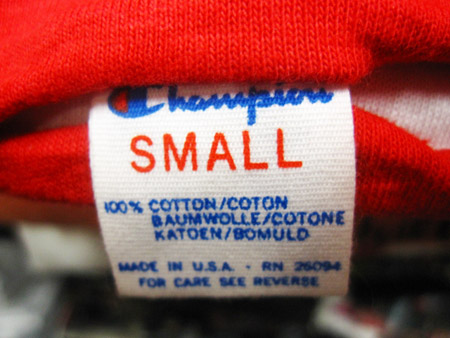 Champion
SMALL
100% COTTON/COTON
BAUMWOLLE/COTONE
KATOEN/BOMULD
MADE IN U.S.A. - RN 26094
FOR CARE SEE REVERSE